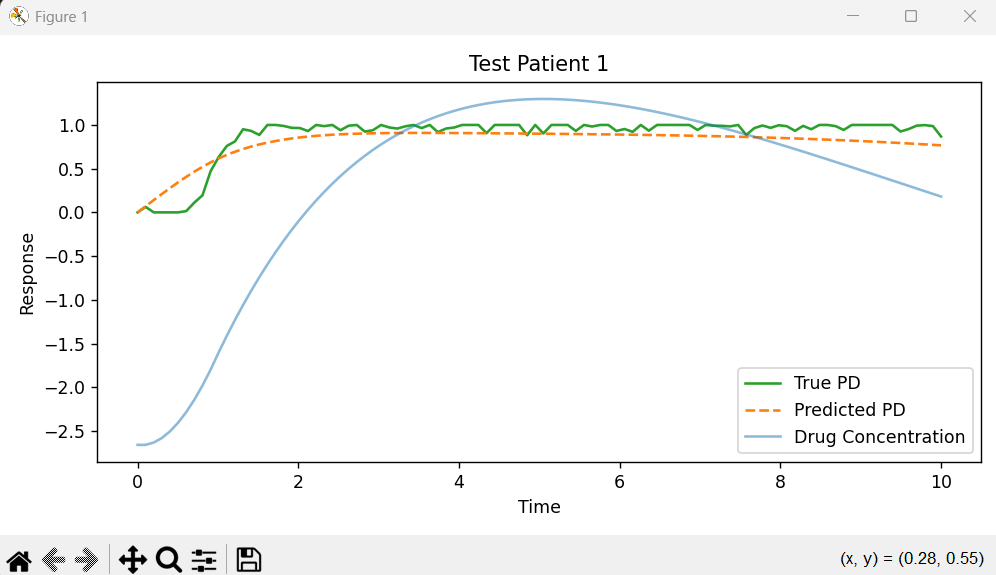 Figure 1
Test Patient 1
Response
1.0
0.5
0.0
−0.5
−1.0
−1.5
−2.0
−2.5
True PD
Predicted PD
Drug Concentration
0 2 4 6 8 10
Time
(x, y) = (0.28, 0.55)